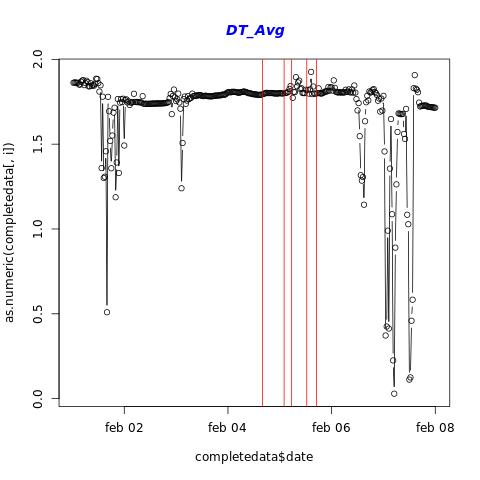 DT_Avg
as.numeric(completedata[, i])
2.0
1.5
1.0
0.5
0.0
feb 02
feb 04
feb 06
feb 08
completedata$date